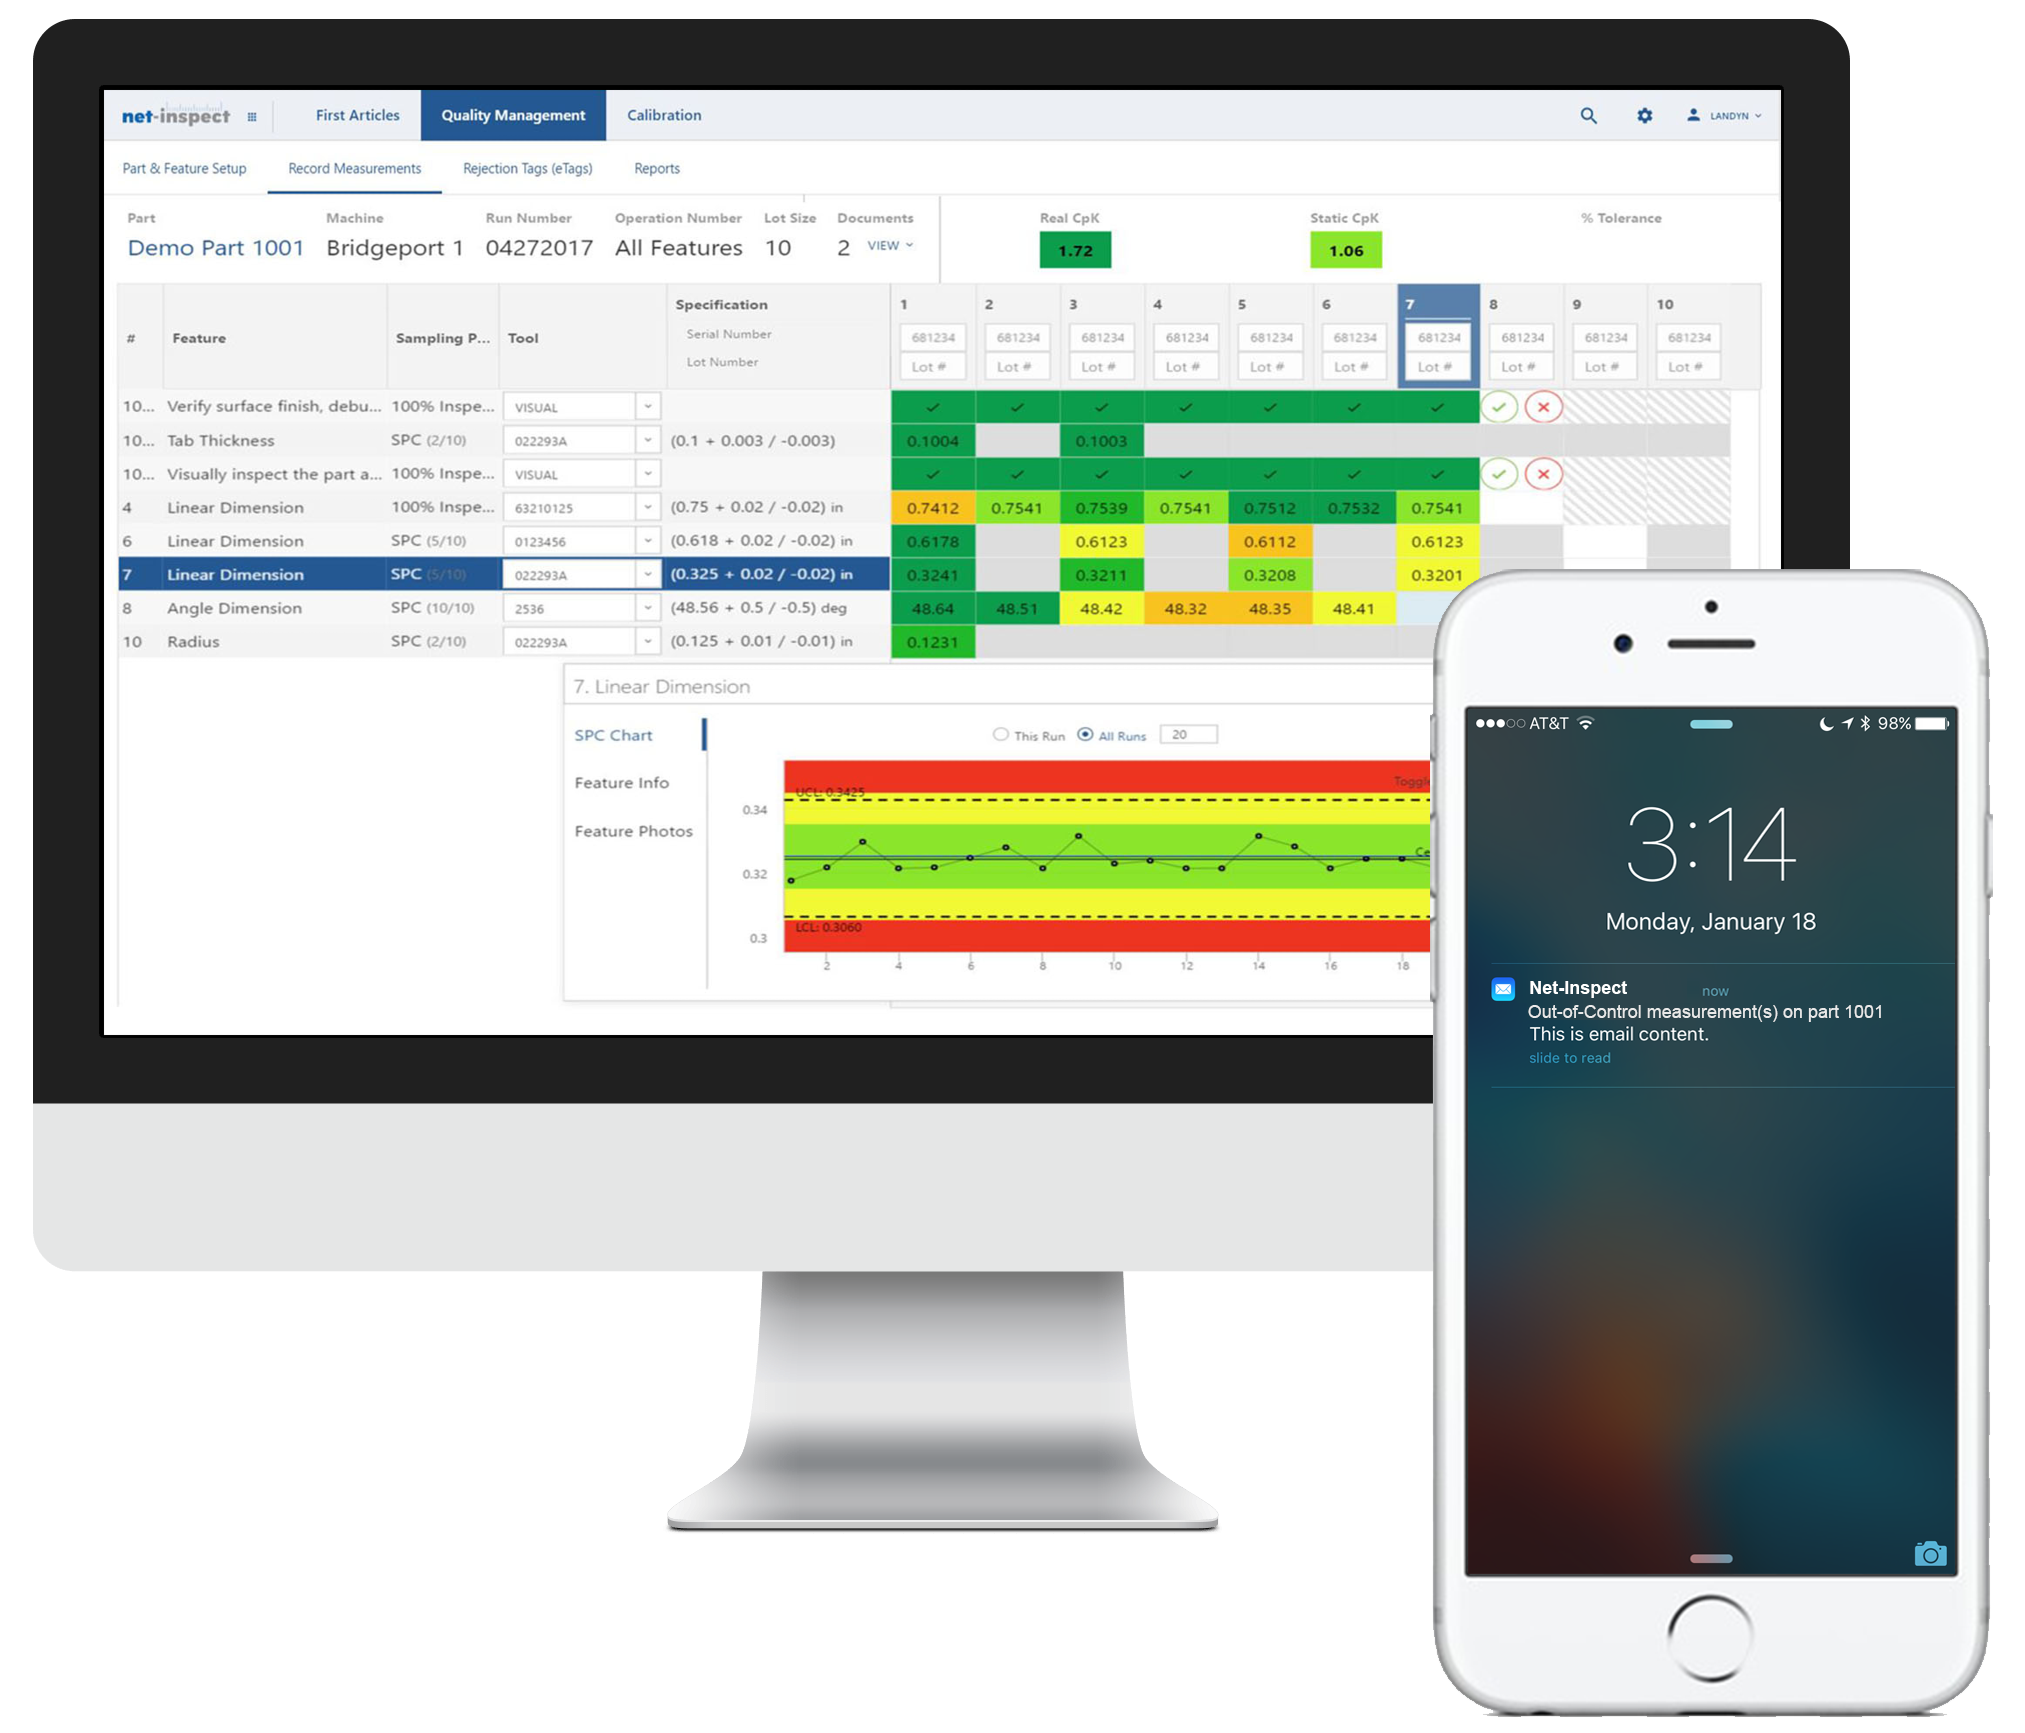 net-inspect First Articles Quality Management Calibration LANDYN
Part & Feature Setup Record Measurements Rejection Tags (eTags) Reports
Part Machine Run Number Operation Number Lot Size Documents Real CpK Static CpK % Tolerance
Demo Part 1001 Bridgeport 1 04272017 All Features 10 2 VIEW 1.72 1.06
Specification 1 2 3 4 5 6 7 8 9 10
# Feature Sampling P... Tool Serial Number 681234 681234 681234 681234 681234 681234 681234 681234 681234 681234
Lot Number Lot # Lot # Lot # Lot # Lot # Lot # Lot # Lot # Lot # Lot #
10... Verify surface finish, debu... 100% Inspe... VISUAL
10... Tab Thickness SPC (2/10) 022293A (0.1 + 0.003 / -0.003) 0.1004 0.1003
10... Visually inspect the part a... 100% Inspe... VISUAL
4 Linear Dimension 100% Inspe... 63210125 (0.75 + 0.02 / -0.02) in 0.7412 0.7541 0.7539 0.7541 0.7512 0.7532 0.7541
6 Linear Dimension SPC (5/10) 0123456 (0.618 + 0.02 / -0.02) in 0.6178 0.6123 0.6112 0.6123
7 Linear Dimension SPC (5/10) 022293A (0.325 + 0.02 / -0.02) in 0.3241 0.3211 0.3208 0.3201
8 Angle Dimension SPC (10/10) 2536 (48.56 + 0.5 / -0.5) deg 48.64 48.51 48.42 48.32 48.35 48.41
10 Radius SPC (2/10) 022293A (0.125 + 0.01 / -0.01) in 0.1231
7. Linear Dimension
SPC Chart This Run All Runs 20
Feature Info
Feature Photos
Toggle
UCL: 0.3425
0.34
Ce
0.32
LCL: 0.3060
0.3
2 4 6 8 10 12 14 16 18
AT&T 98%
3:14
Monday, January 18
Net-Inspect now
Out-of-Control measurement(s) on part 1001
This is email content.
slide to read